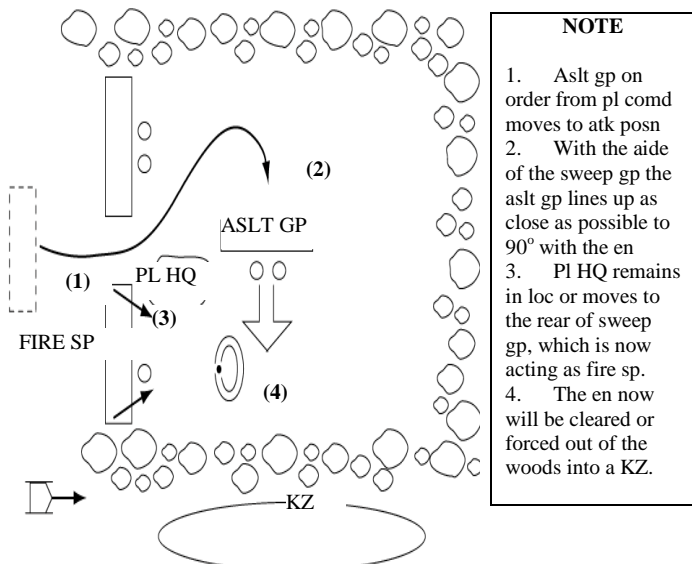 (2)
ASLT GP
PL HQ
(1)
(3)
FIRE SP
(4)
KZ
NOTE
1. Aslt gp on
order from pl comd
moves to atk posn
2. With the aide
of the sweep gp the
aslt gp lines up as
close as possible to
90° with the en
3. Pl HQ remains
in loc or moves to
the rear of sweep
gp, which is now
acting as fire sp.
4. The en now
will be cleared or
forced out of the
woods into a KZ.